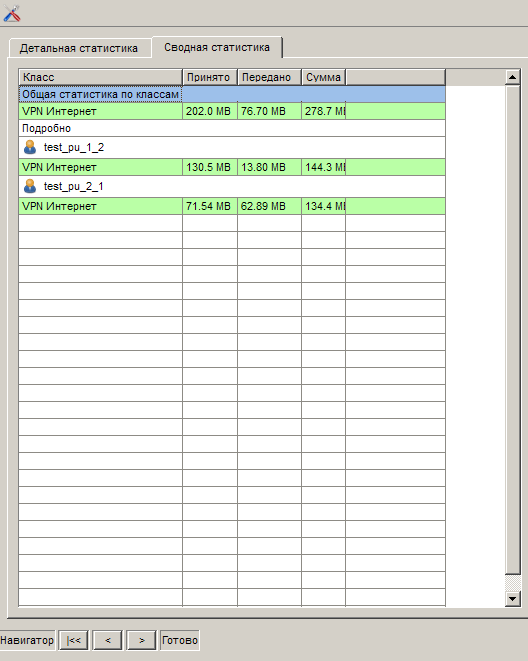 Детальная статистика Сводная статистика
Класс Принято Передано Сумма
Общая статистика по классам
VPN Интернет 202.0 MB 76.70 MB 278.7 M
Подробно
test_pu_1_2
VPN Интернет 130.5 MB 13.80 MB 144.3 M
test_pu_2_1
VPN Интернет 71.54 MB 62.89 MB 134.4 M
Навигатор |<< < > Готово